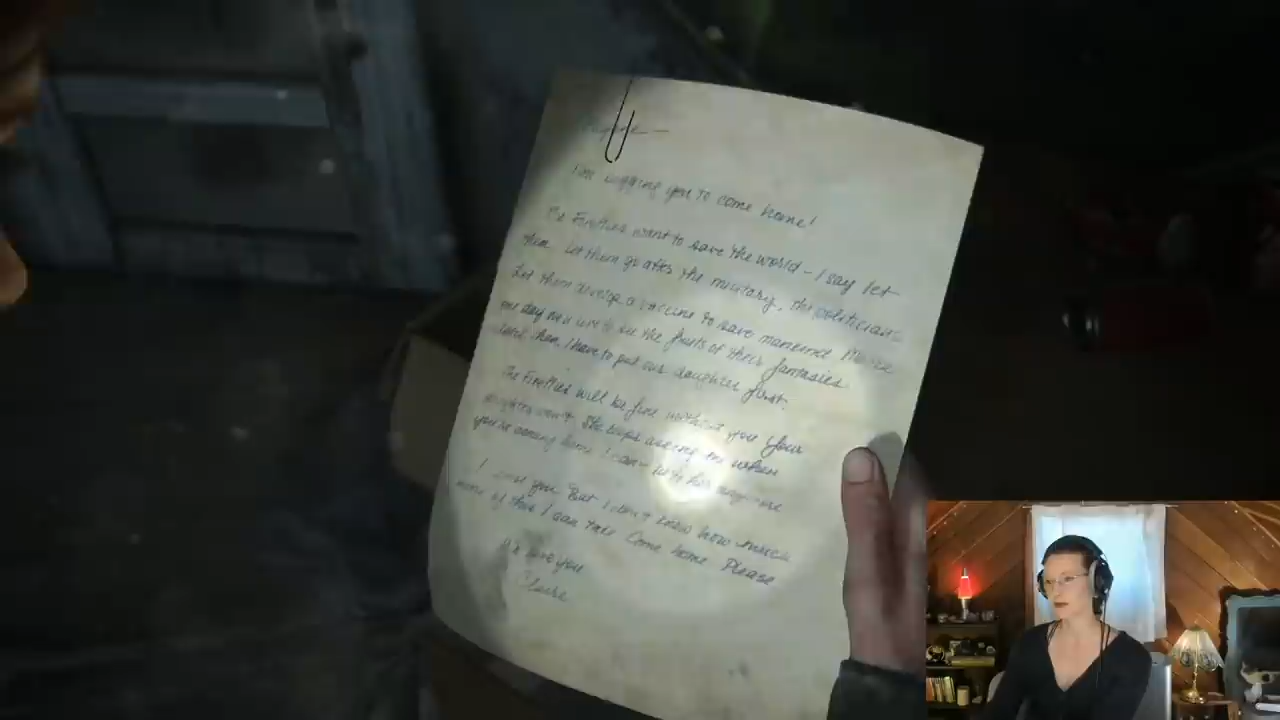 I'm begging you to come home!
The Fireflies want to save the world - I say let
them. Let them go after the military, the politicians.
Let them develop a vaccine to save mankind. Maybe
one day we'll live to see the fruits of their fantasies.
Until then, I have to put our daughter first.
The Fireflies will be fine without you. Your
daughter won't. She keeps asking me when
you're coming home. I can't to her anymore
I miss you. But I don't know how much
more of this I can take. Come home. Please
We love you